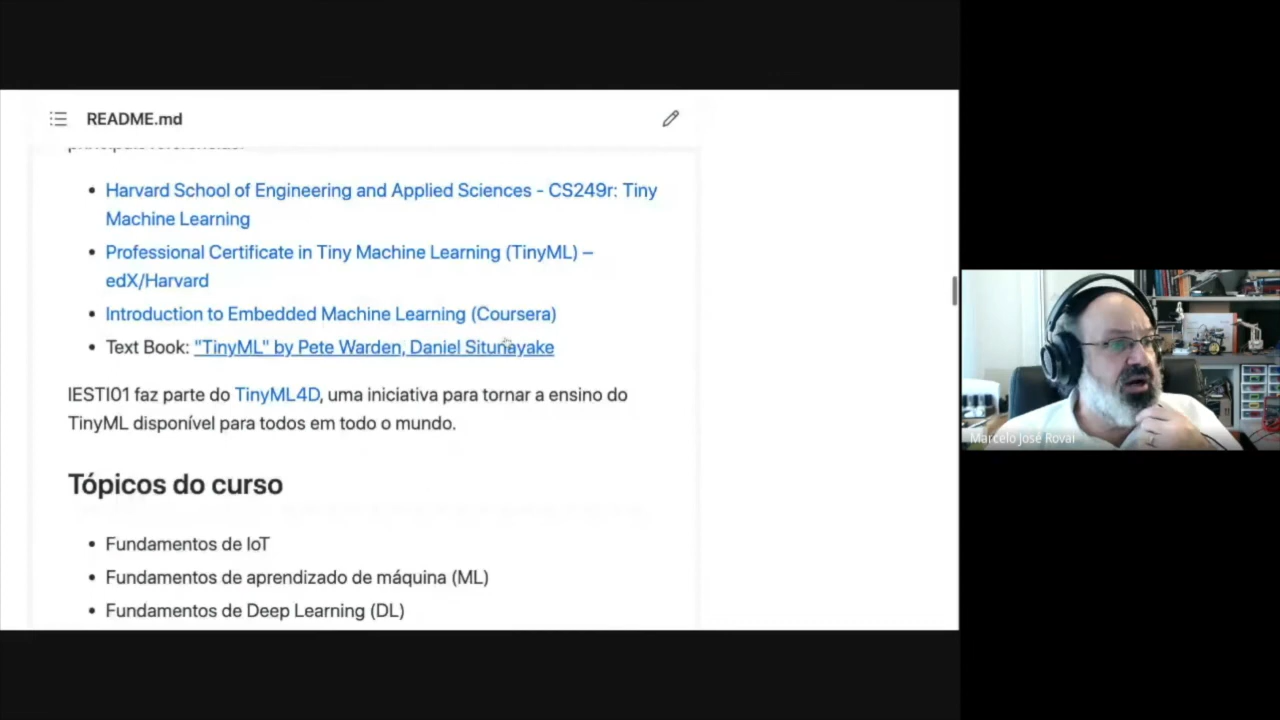 README.md
Harvard School of Engineering and Applied Sciences - CS249r: Tiny
Machine Learning
Professional Certificate in Tiny Machine Learning (TinyML) –
edX/Harvard
Introduction to Embedded Machine Learning (Coursera)
Text Book: "TinyML" by Pete Warden, Daniel Situnayake
IESTI01 faz parte do TinyML4D, uma iniciativa para tornar a ensino do
TinyML disponível para todos em todo o mundo.
Tópicos do curso
Fundamentos de IoT
Fundamentos de aprendizado de máquina (ML)
Fundamentos de Deep Learning (DL)
Marcelo José Rovai